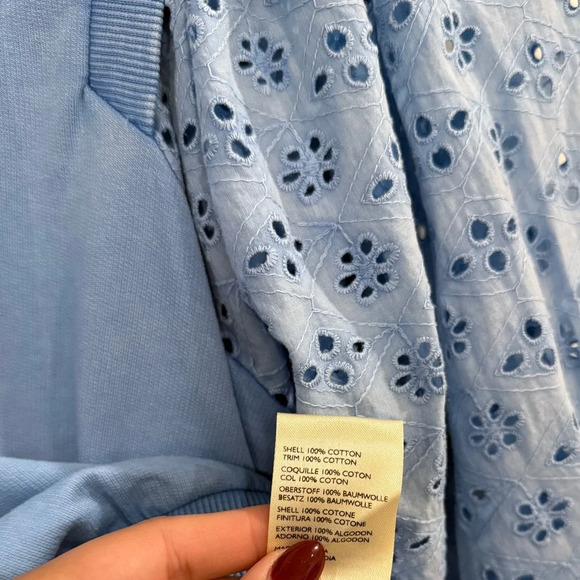 SHELL 100% COTTON
TRIM 100% COTTON
COQUILLE 100% COTON
COL 100% COTON
OBERSTOFF 100% BAUMWOLLE
BESATZ 100% BAUMWOLLE
SHELL 100% COTONE
FINITURA 100% COTONE
EXTERIOR 100% ALGODON
ADORNO 100% ALGODON